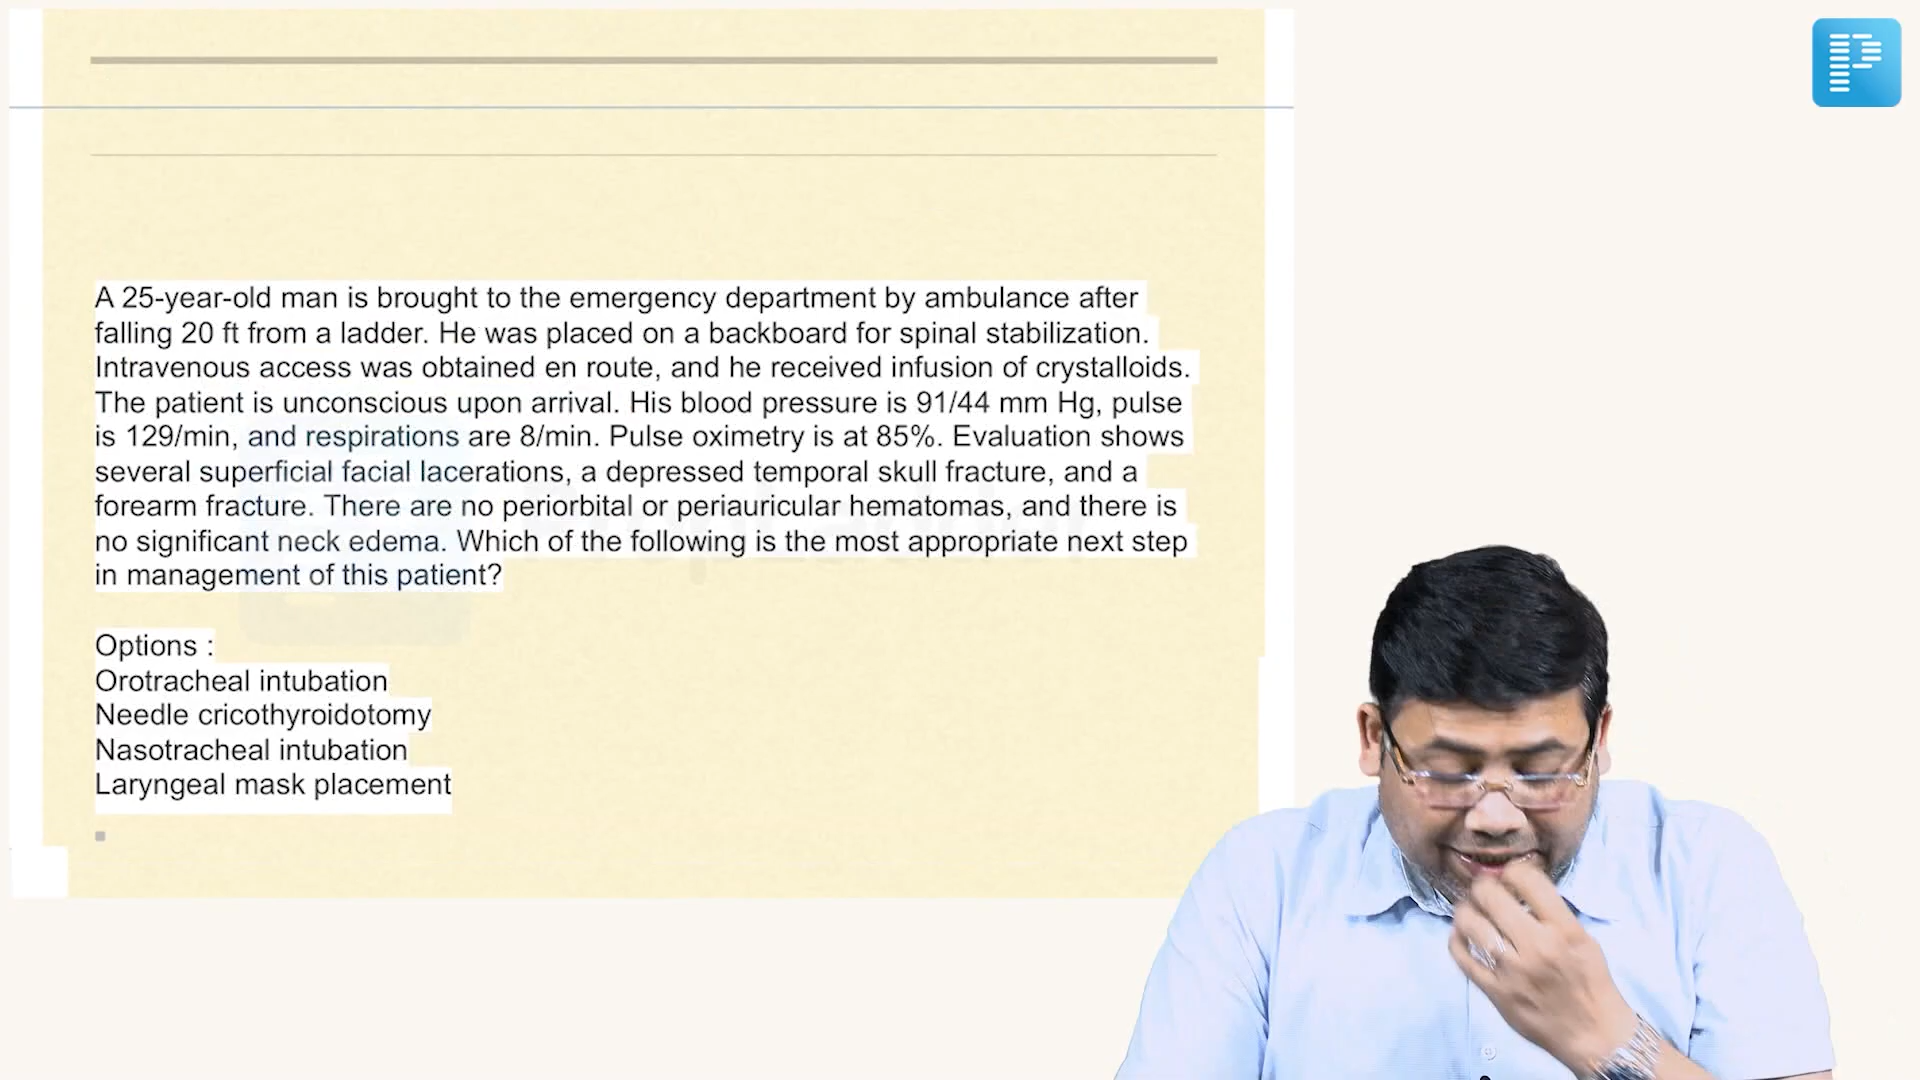 A 25-year-old man is brought to the emergency department by ambulance after
falling 20 ft from a ladder. He was placed on a backboard for spinal stabilization.
Intravenous access was obtained en route, and he received infusion of crystalloids.
The patient is unconscious upon arrival. His blood pressure is 91/44 mm Hg, pulse
is 129/min, and respirations are 8/min. Pulse oximetry is at 85%. Evaluation shows
several superficial facial lacerations, a depressed temporal skull fracture, and a
forearm fracture. There are no periorbital or periauricular hematomas, and there is
no significant neck edema. Which of the following is the most appropriate next step
in management of this patient?
Options :
Orotracheal intubation
Needle cricothyroidotomy
Nasotracheal intubation
Laryngeal mask placement